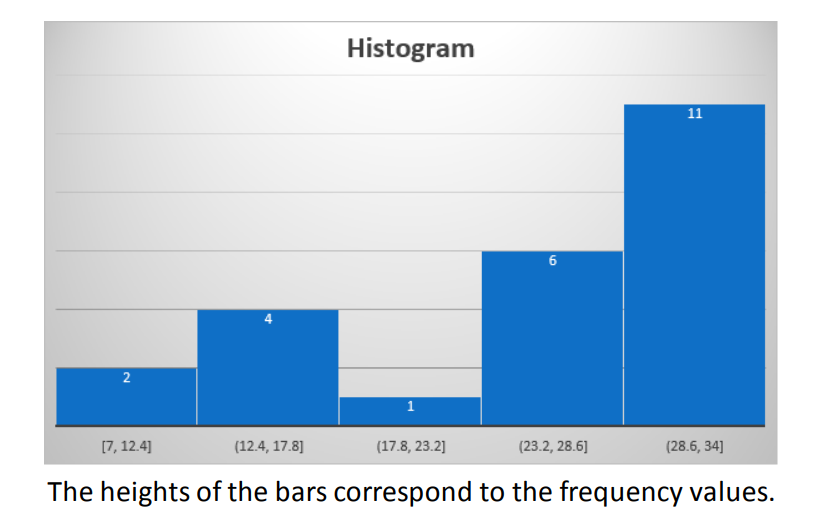 Histogram
11
6
4
2
1
[7, 12.4] (12.4, 17.8] (17.8, 23.2] (23.2, 28.6] (28.6, 34]
The heights of the bars correspond to the frequency values.